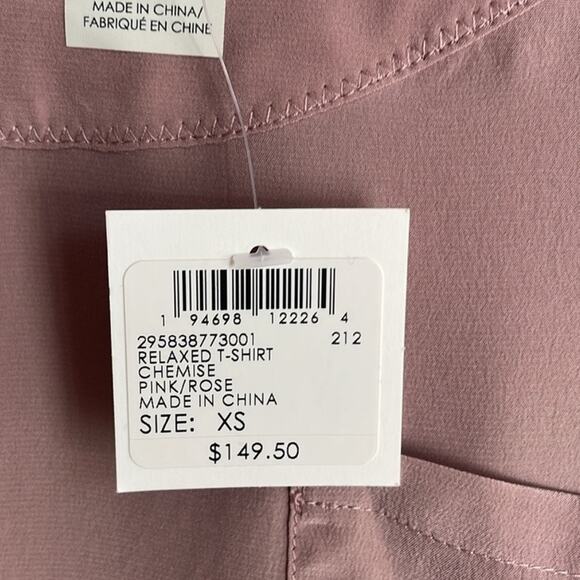 MADE IN CHINA/
FABRIQUÉ EN CHINE
1 94698 12226 4
295838773001 212
RELAXED T-SHIRT
CHEMISE
PINK/ROSE
MADE IN CHINA
SIZE: XS
$149.50